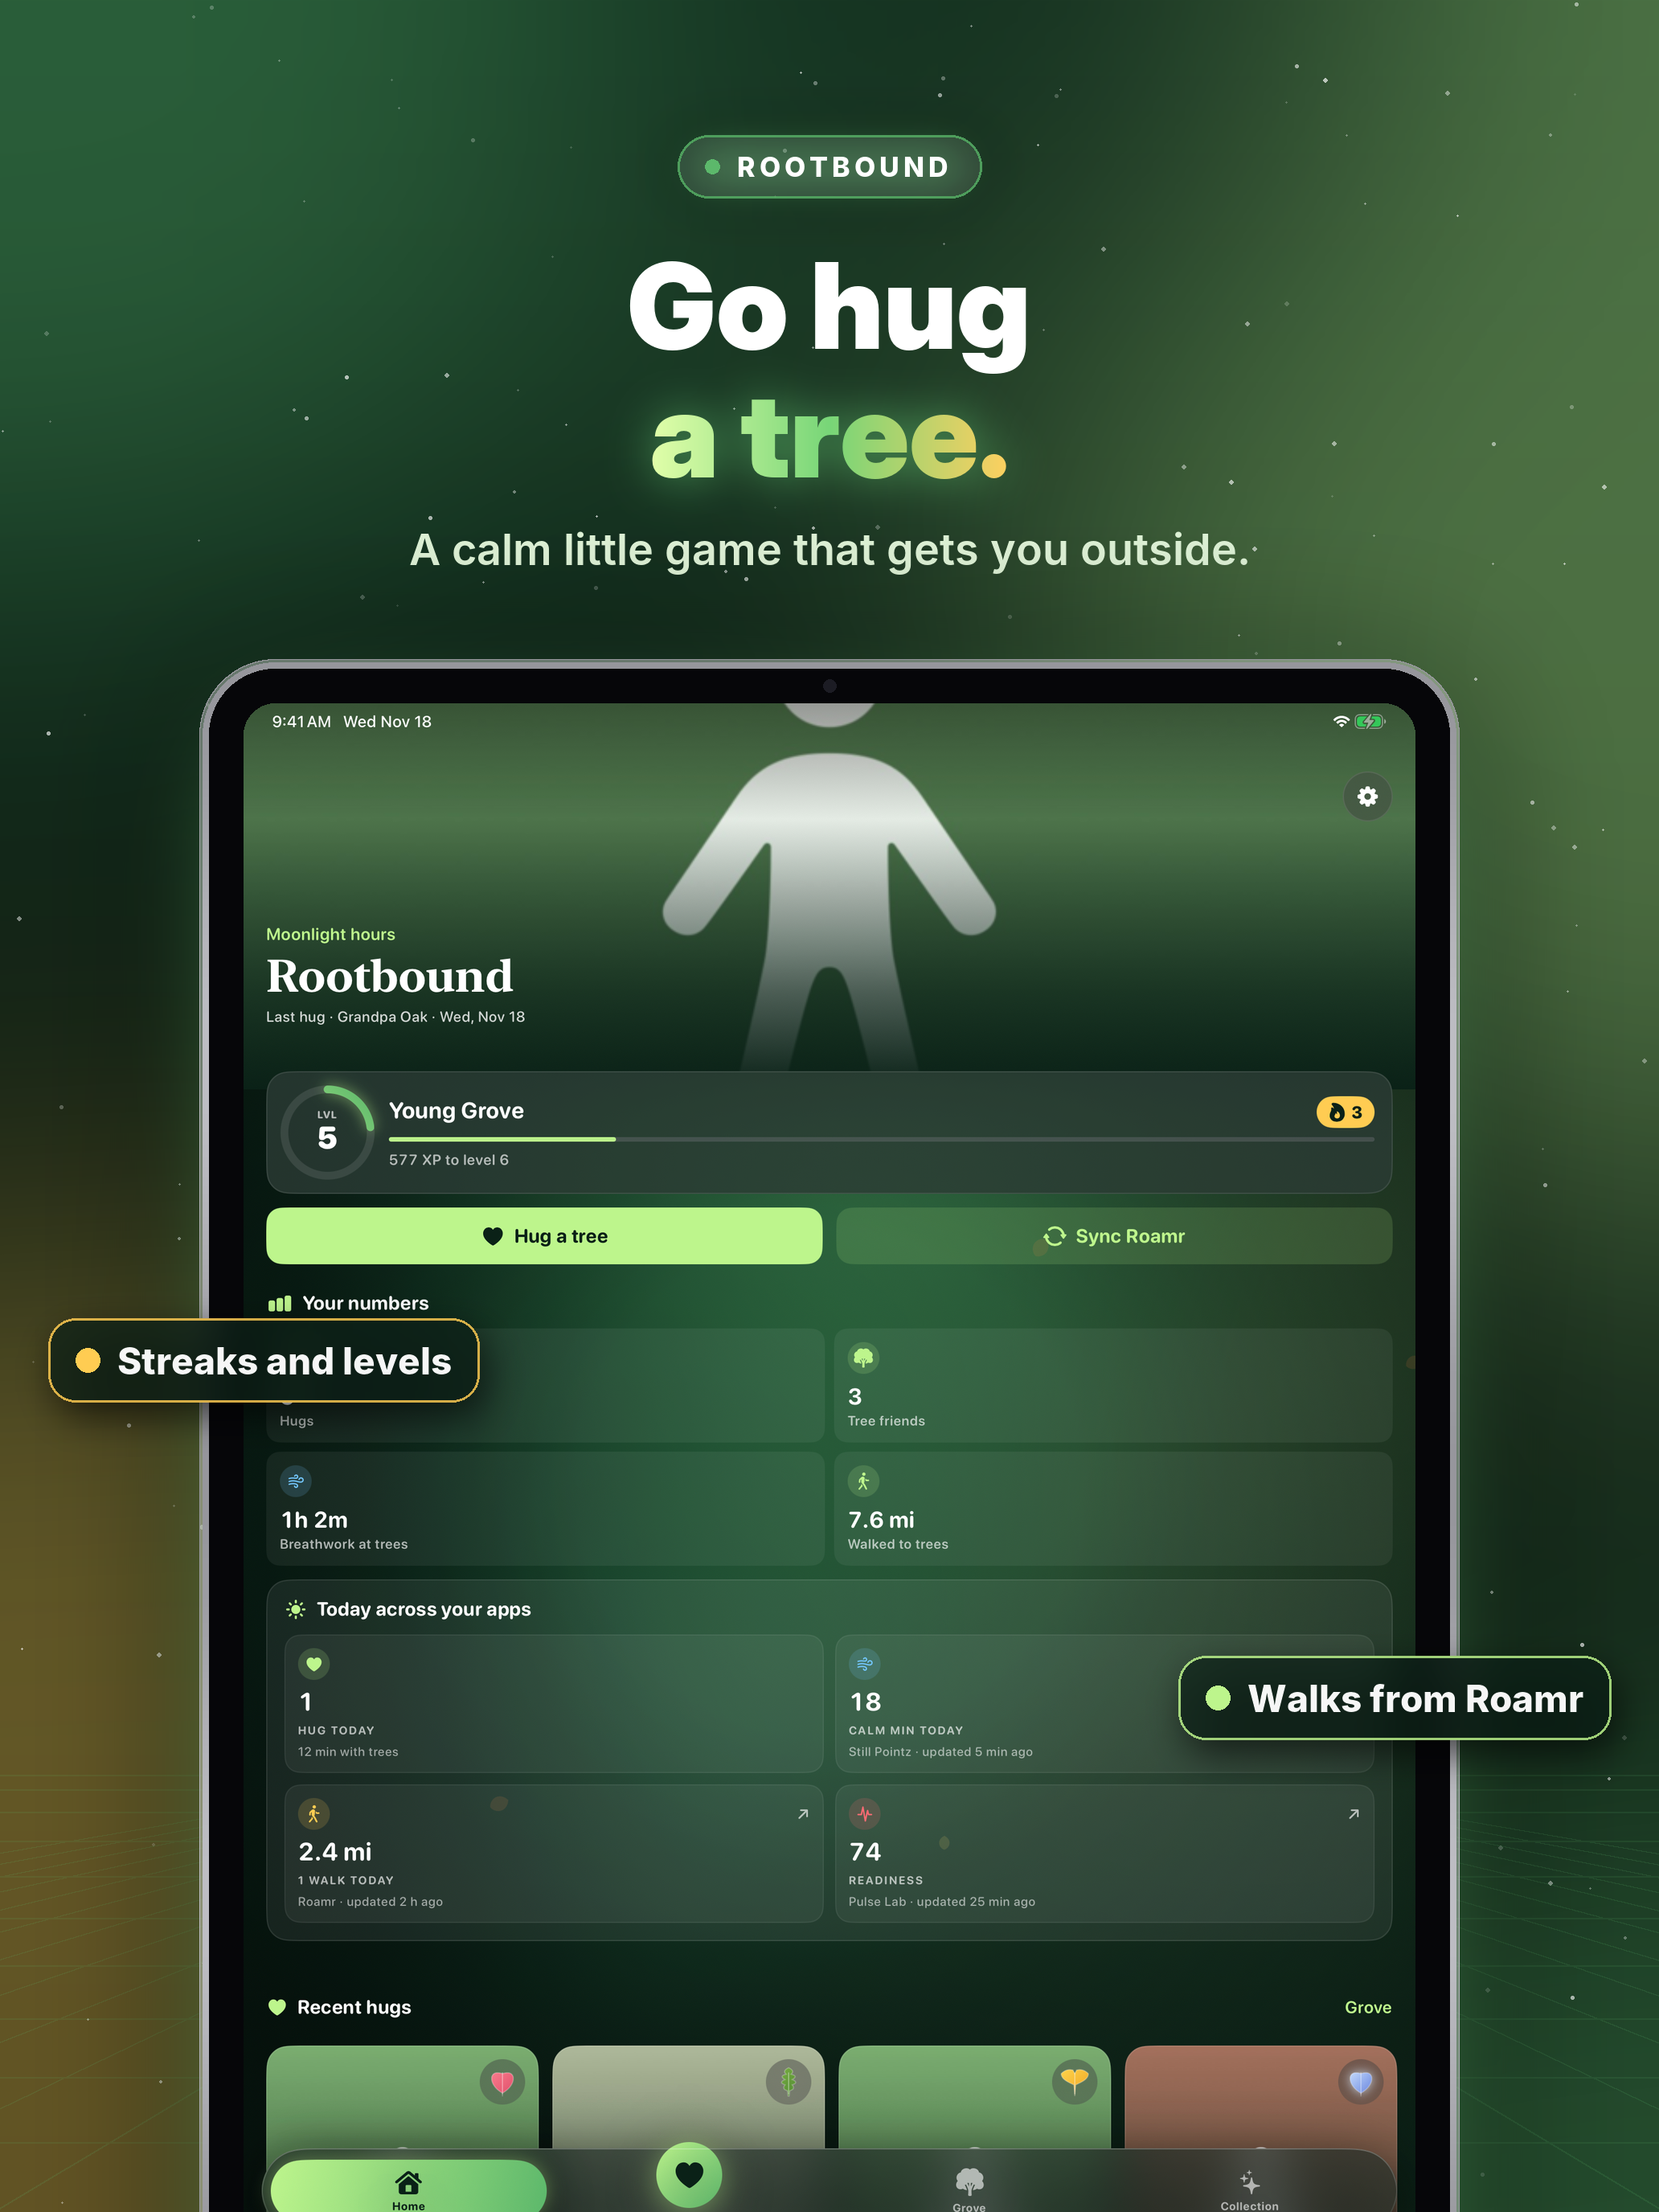 ROOTBOUND
Go hug
a tree.
A calm little game that gets you outside.
9:41 AM Wed Nov 18
Moonlight hours
Rootbound
Last hug · Grandpa Oak · Wed, Nov 18
LVL
5
Young Grove
3
577 XP to level 6
Hug a tree
Sync Roamr
Your numbers
Streaks and levels
Hugs
3
Tree friends
1h 2m
Breathwork at trees
7.6 mi
Walked to trees
Today across your apps
1
HUG TODAY
12 min with trees
18
CALM MIN TODAY
Still Pointz · updated 5 min ago
Walks from Roamr
2.4 mi
1 WALK TODAY
Roamr · updated 2 h ago
74
READINESS
Pulse Lab · updated 25 min ago
Recent hugs
Grove
Home
Grove
Collection